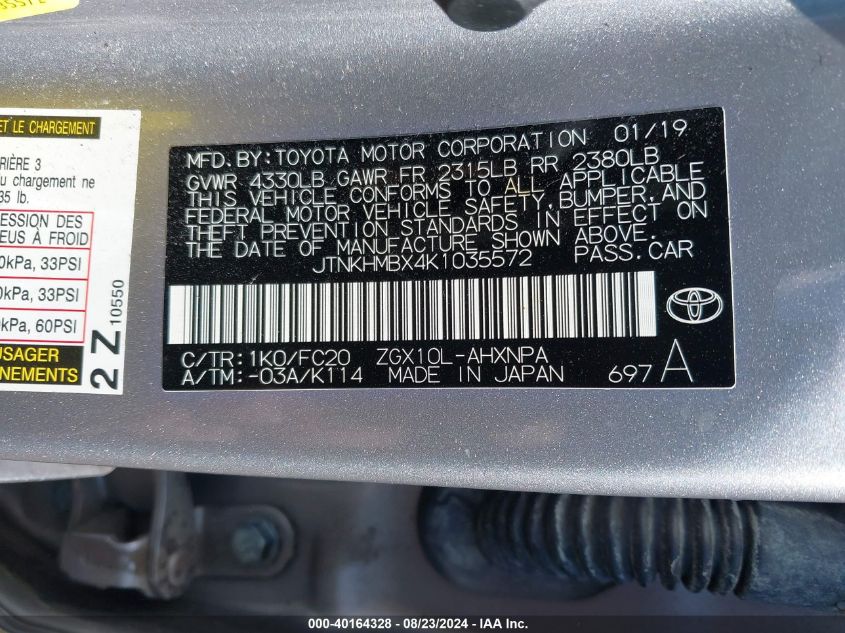 ET LE CHARGEMENT
RIÈRE 3
u chargement ne
35 lb.
ESSION DES
EUS À FROID
0kPa, 33PSI
0kPa, 33PSI
kPa, 60PSI
USAGER
NEMENTS
2 Z 10550
MFD. BY: TOYOTA MOTOR CORPORATION 01/19
GVWR 4330LB, GAWR FR 2315LB RR 2380LB
THIS VEHICLE CONFORMS TO ALL APPLICABLE
FEDERAL MOTOR VEHICLE SAFETY, BUMPER, AND
THEFT PREVENTION STANDARDS IN EFFECT ON
THE DATE OF MANUFACTURE SHOWN ABOVE.
JTNKHMBX4K1035572 PASS.CAR
C/TR: 1K0/FC20 ZGX10L-AHXNPA
A/TM: -03A/K114 MADE IN JAPAN 697 A
000-40164328 - 08/23/2024 - IAA Inc.